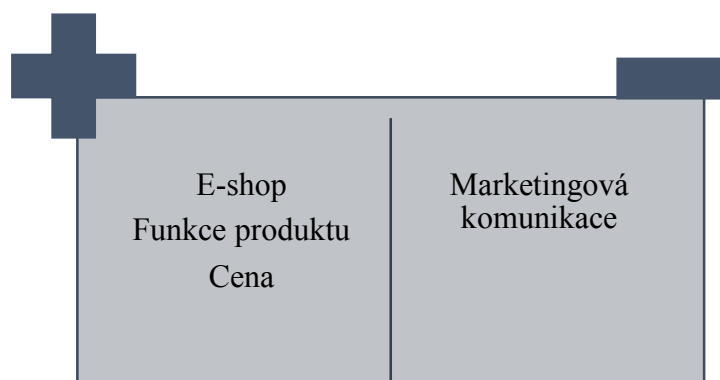 E-shop
Funkce produktu
Cena
Marketingová
komunikace